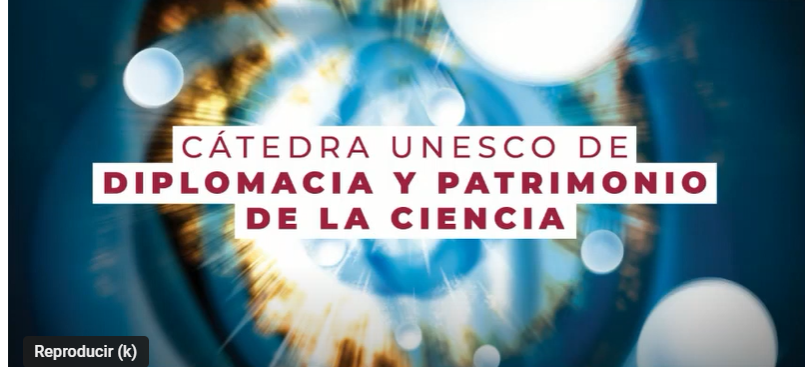 CÁTEDRA UNESCO DE
DIPLOMACIA Y PATRIMONIO
DE LA CIENCIA
Reproducir (k)